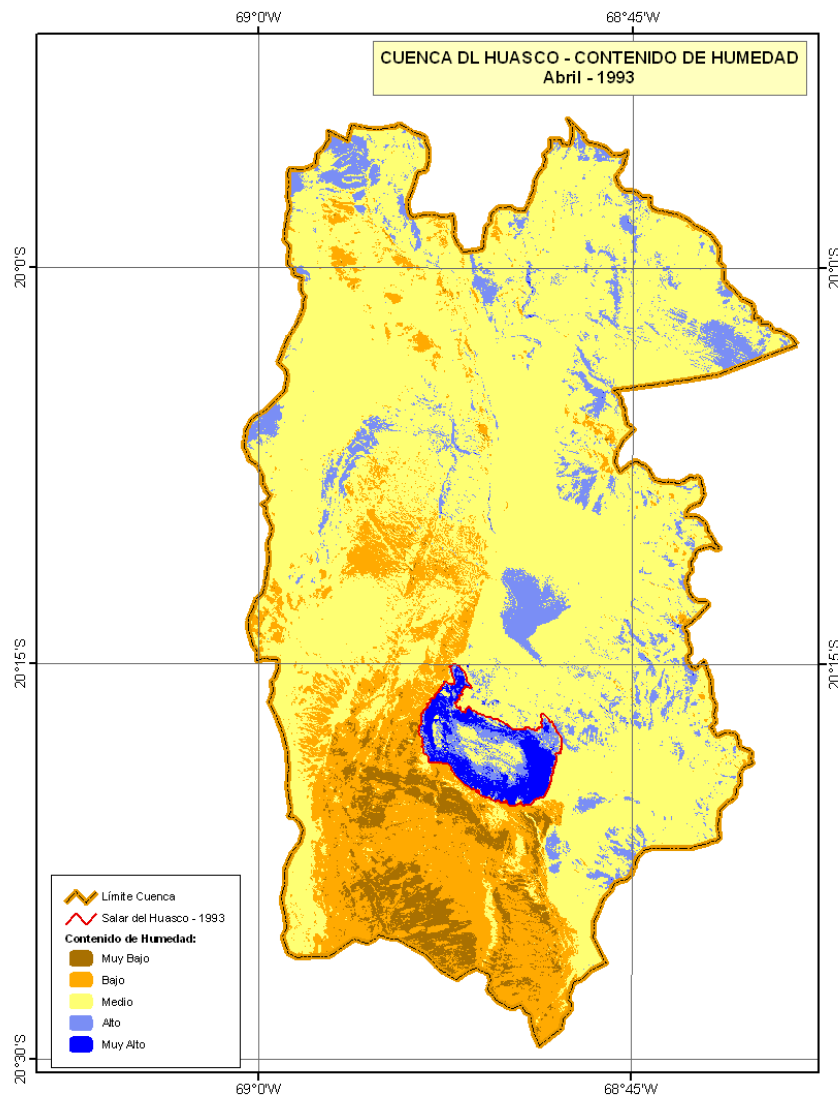 69°0'W
68°45'W
CUENCA DL HUASCO - CONTENIDO DE HUMEDAD
Abril - 1993
20°0'S
20°0'S
20°15'S
20°15'S
Límite Cuenca
Salar del Huasco - 1993
Contenido de Humedad:
Muy Bajo
Bajo
Medio
Alto
Muy Alto
20°30'S
20°30'S
69°0'W
68°45'W